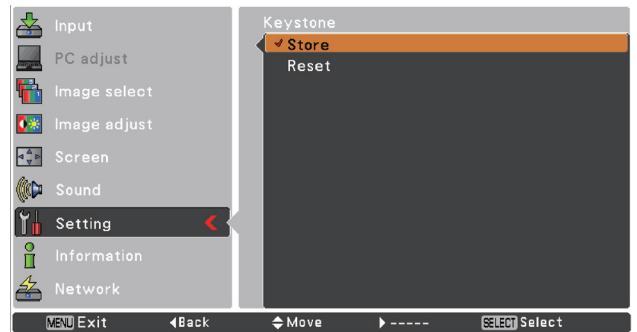 Input
PC adjust
Image select
Image adjust
Screen
Sound
Setting
Information
Network
Keystone
Store
Reset
MENU Exit ◀Back ◆Move ▶----- SELECT Select